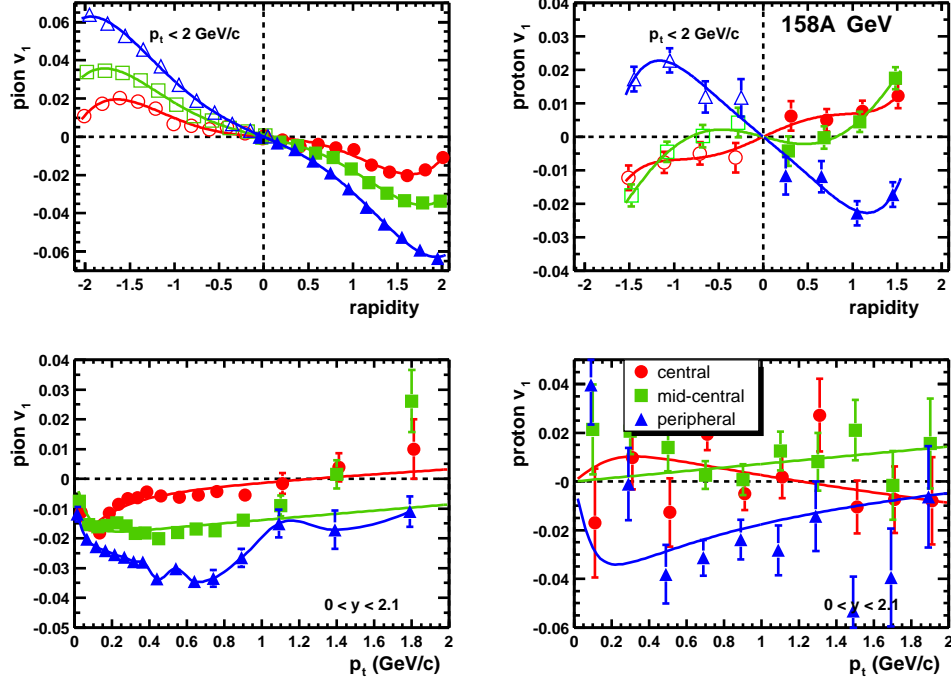 pion v1
0.06
0.04
0.02
0
-0.02
-0.04
-0.06
pt < 2 GeV/c
-2 -1.5 -1 -0.5 0 0.5 1 1.5 2
rapidity
proton v1
0.04
0.03
0.02
0.01
0
-0.01
-0.02
-0.03
-0.04
pt < 2 GeV/c
158A GeV
-2 -1.5 -1 -0.5 0 0.5 1 1.5 2
rapidity
pion v1
0.04
0.03
0.02
0.01
0
-0.01
-0.02
-0.03
-0.04
-0.05
0 < y < 2.1
0 0.2 0.4 0.6 0.8 1 1.2 1.4 1.6 1.8 2
pt (GeV/c)
proton v1
0.04
0.02
-0
-0.02
-0.04
-0.06
central
mid-central
peripheral
0 < y < 2.1
0 0.2 0.4 0.6 0.8 1 1.2 1.4 1.6 1.8 2
pt (GeV/c)